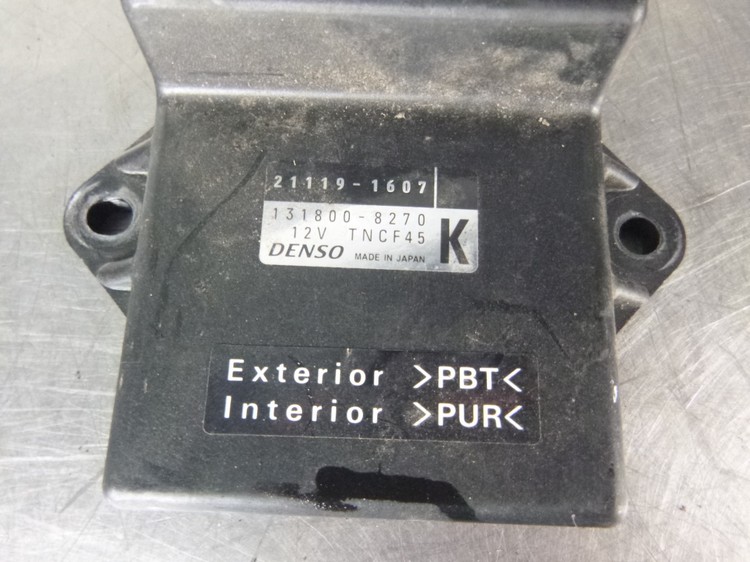 21119-1607
131800-8270
12V TNCF45
K
DENSO MADE IN JAPAN
Exterior >PBT<
Interior >PUR<